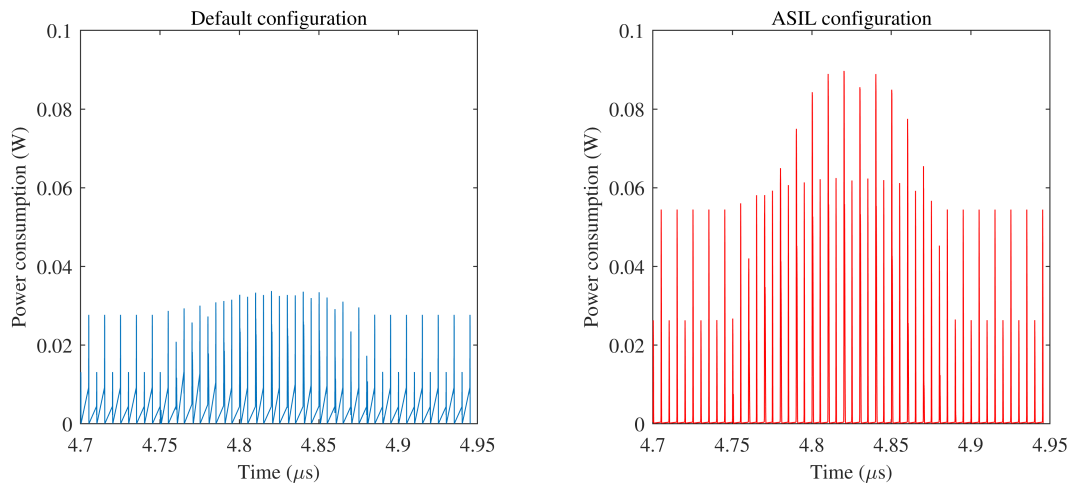 Default configuration
0.1
0.08
0.06
0.04
0.02
0
Power consumption (W)
4.7 4.75 4.8 4.85 4.9 4.95
Time (μs)
ASIL configuration
0.1
0.08
0.06
0.04
0.02
0
Power consumption (W)
4.7 4.75 4.8 4.85 4.9 4.95
Time (μs)